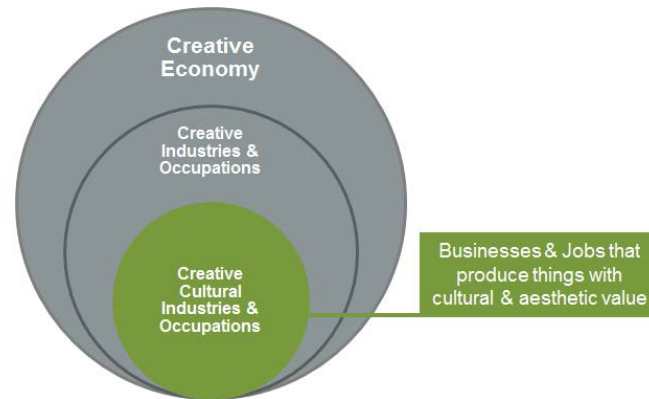 Creative
Economy
Creative
Industries &
Occupations
Creative
Cultural
Industries &
Occupations
Businesses & Jobs that
produce things with
cultural & aesthetic value